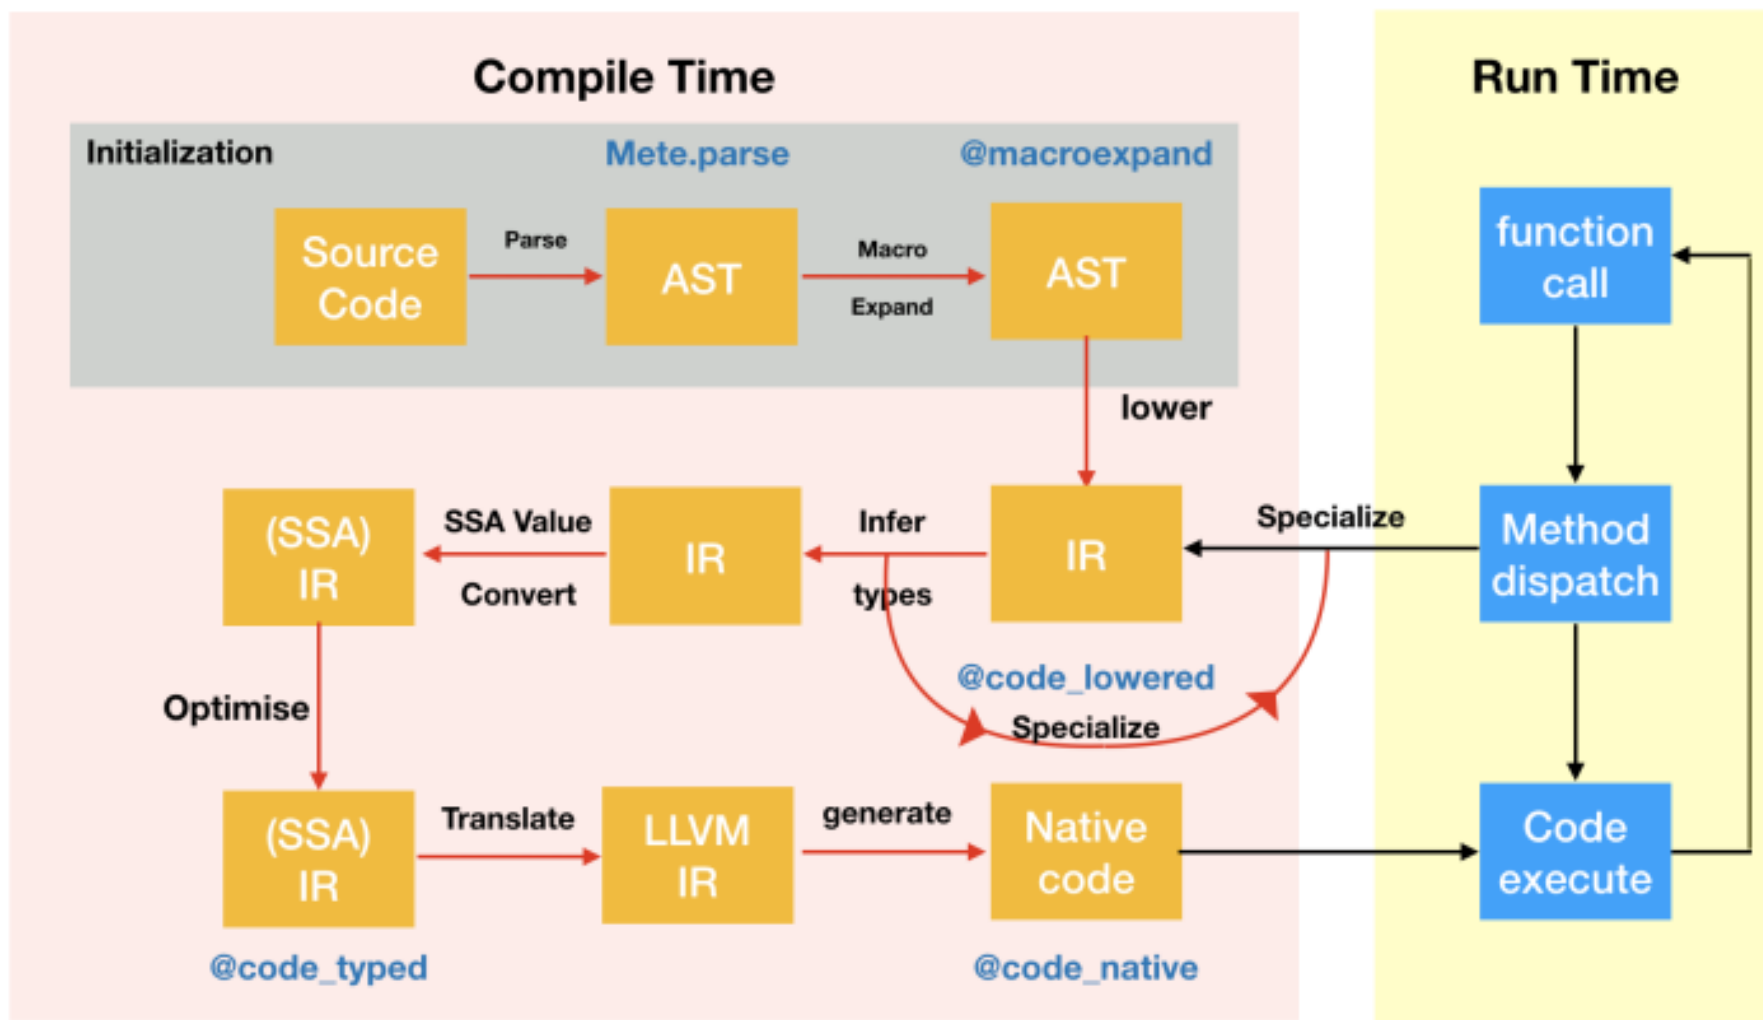 Compile Time
Run Time
Initialization
Mete.parse
@macroexpand
Source
Code
Parse
AST
Macro
Expand
AST
function
call
lower
(SSA)
IR
SSA Value
Convert
IR
Infer
types
IR
Specialize
Method
dispatch
@code_lowered
Specialize
Optimise
(SSA)
IR
Translate
LLVM
IR
generate
Native
code
Code
execute
@code_typed
@code_native